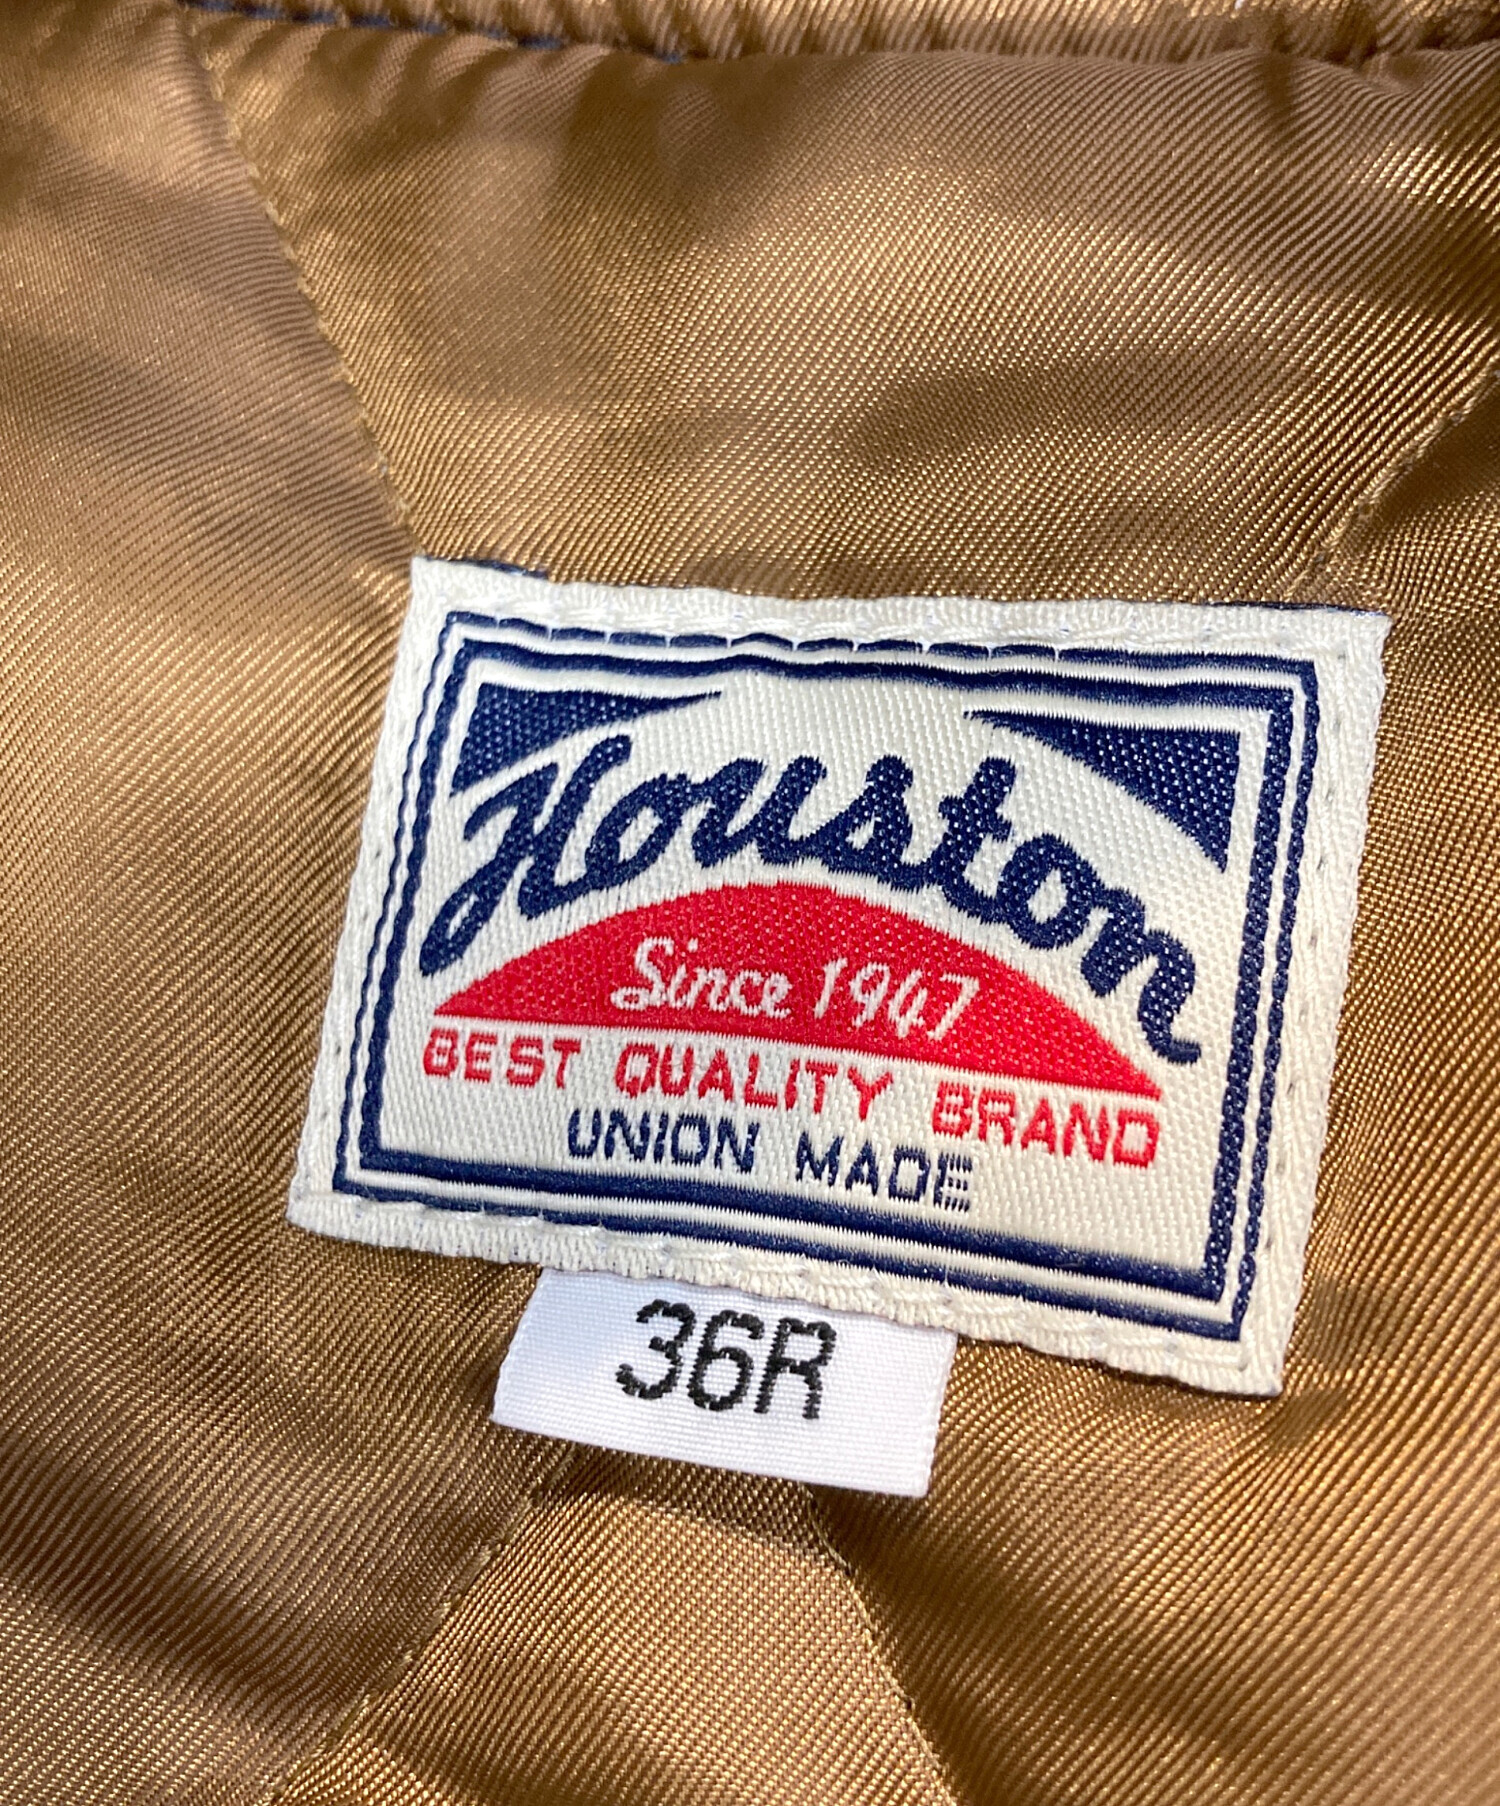 Houston
Since 1947
BEST QUALITY BRAND
UNION MADE
36R